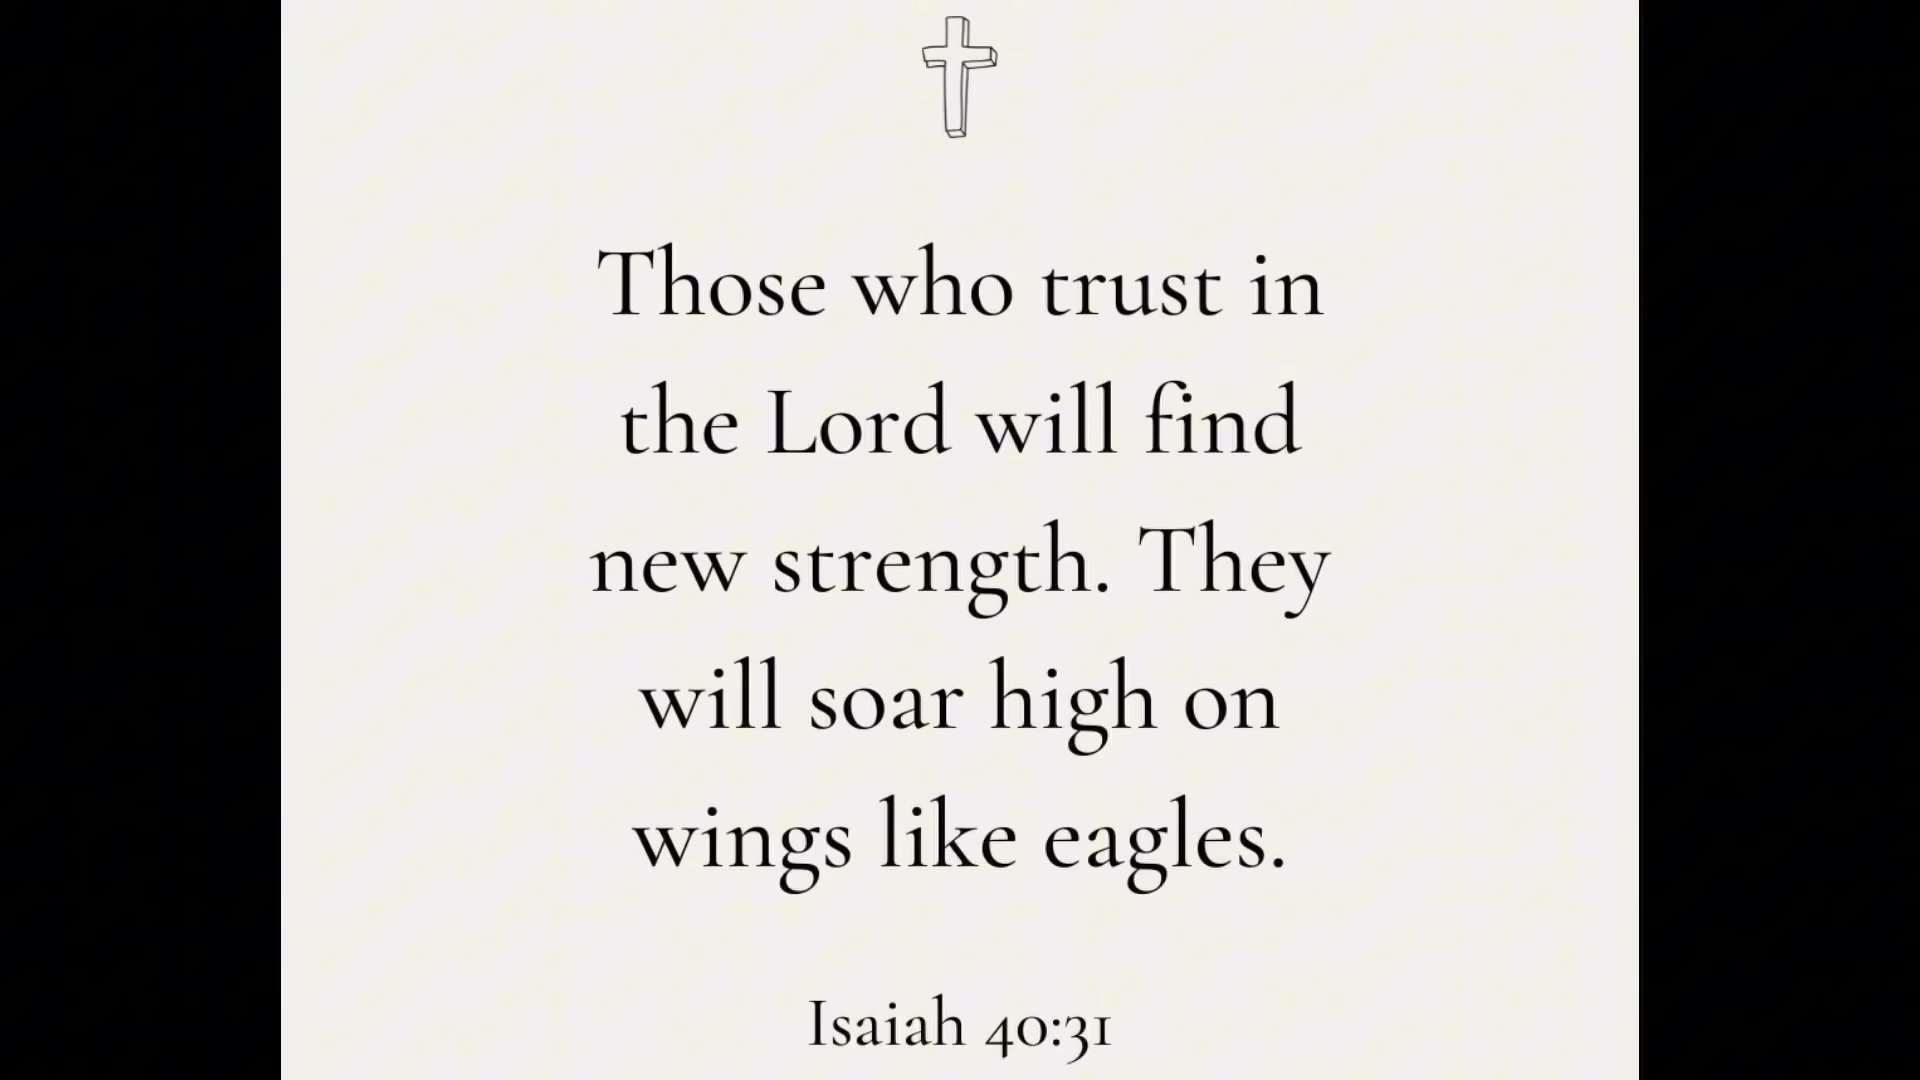 Those who trust in
the Lord will find
new strength. They
will soar high on
wings like eagles.
Isaiah 40:31